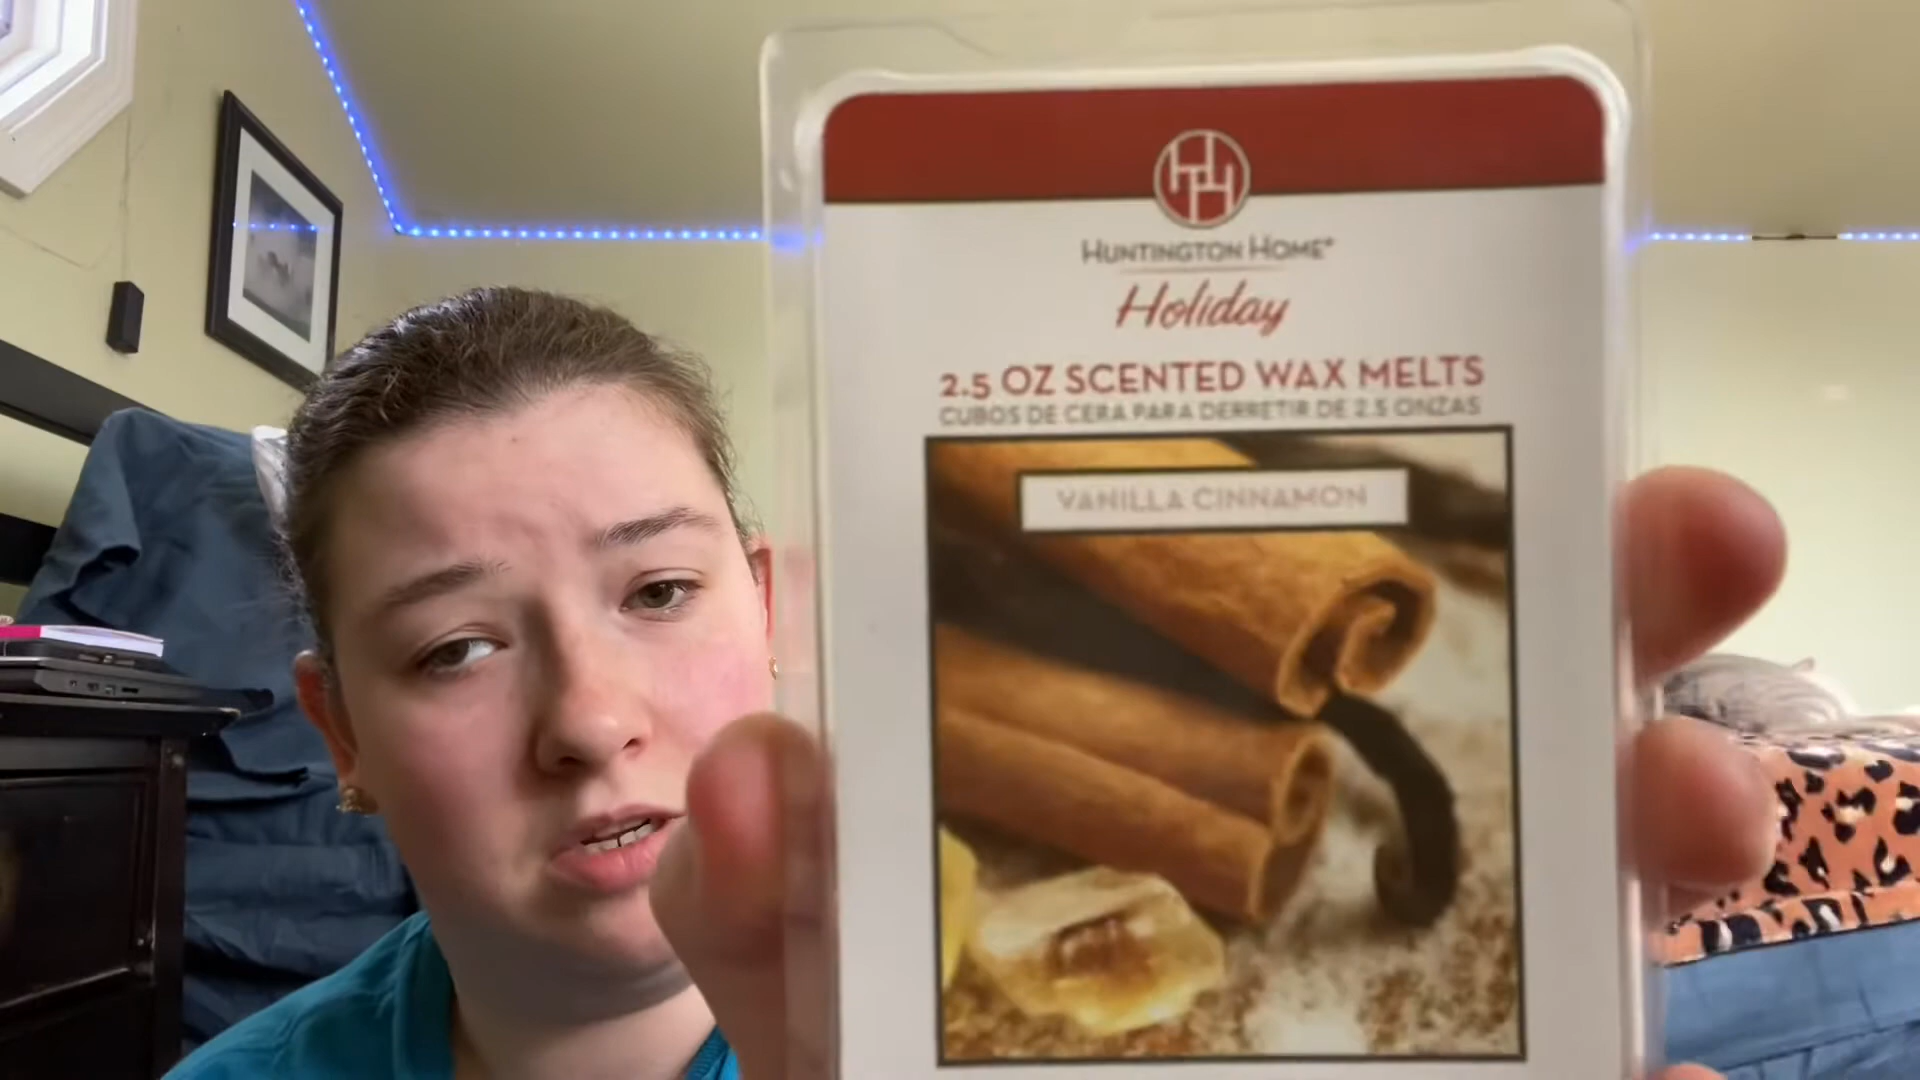 HUNTINGTON HOME®
Holiday
2.5 OZ SCENTED WAX MELTS
CUBOS DE CERA PARA DERRETIR DE 2.5 ONZAS
VANILLA CINNAMON